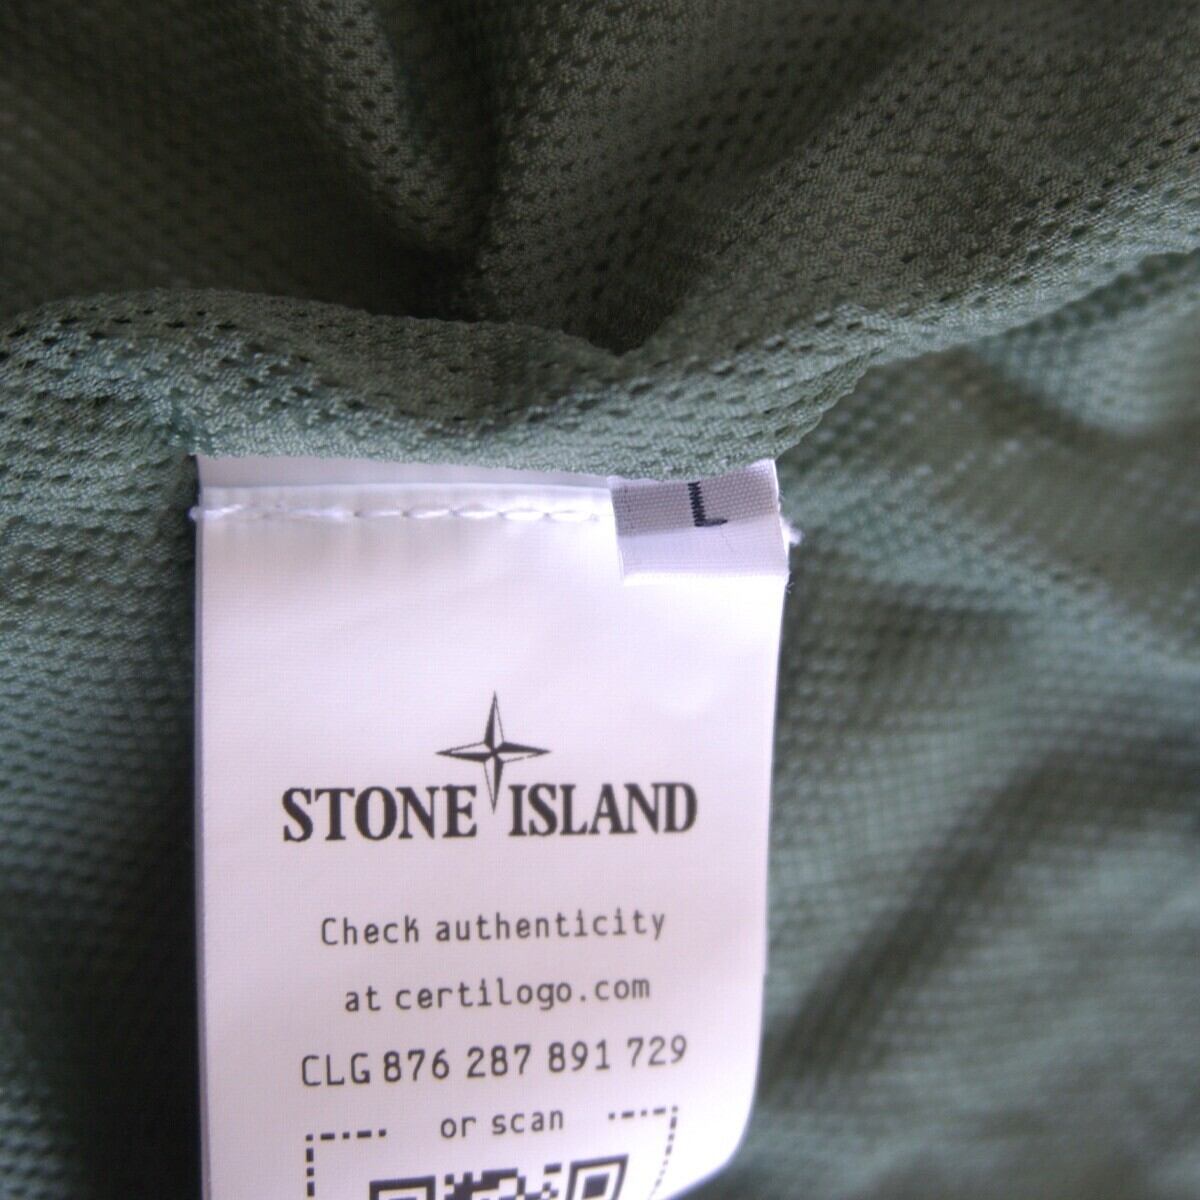 L
STONE ISLAND
Check authenticity
at certilogo.com
CLG 876 287 891 729
or scan